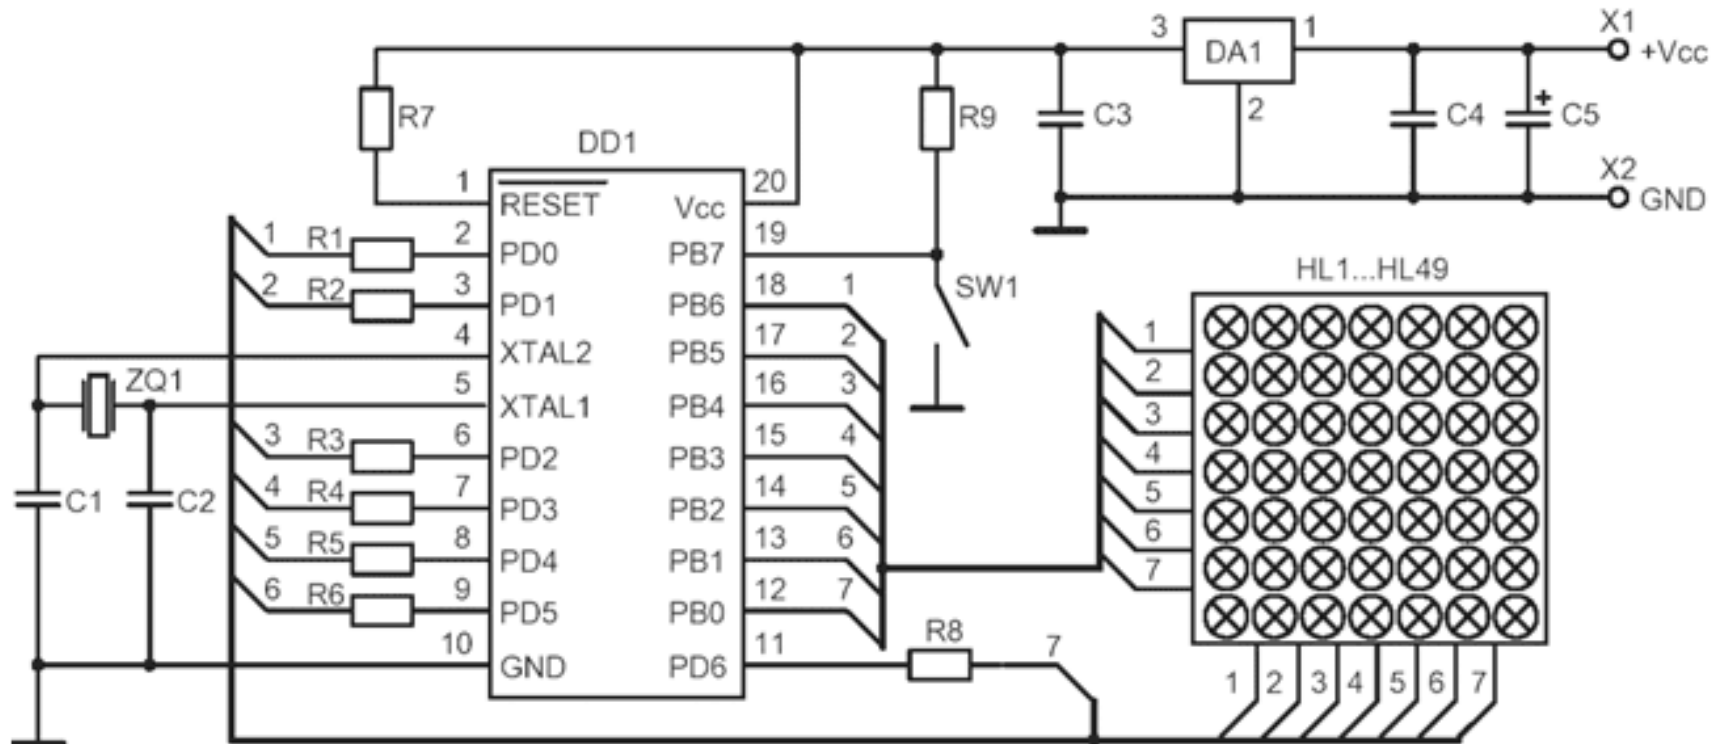 X1
3 DA1 1 +Vcc
2
R7 R9 C3 C4 C5
+
DD1
X2
GND
1 RESET Vcc 20
1 R1 2 PD0 PB7 19
2 R2 3 PD1 PB6 18 1
SW1
HL1...HL49
4 XTAL2 PB5 17 2
ZQ1 5 XTAL1 PB4 16 3
3 R3 6 PD2 PB3 15 4
4 R4 7 PD3 PB2 14 5
C1 C2
5 R5 8 PD4 PB1 13 6
6 R6 9 PD5 PB0 12 7
10 GND PD6 11 R8 7
1
2
3
4
5
6
7
1 2 3 4 5 6 7